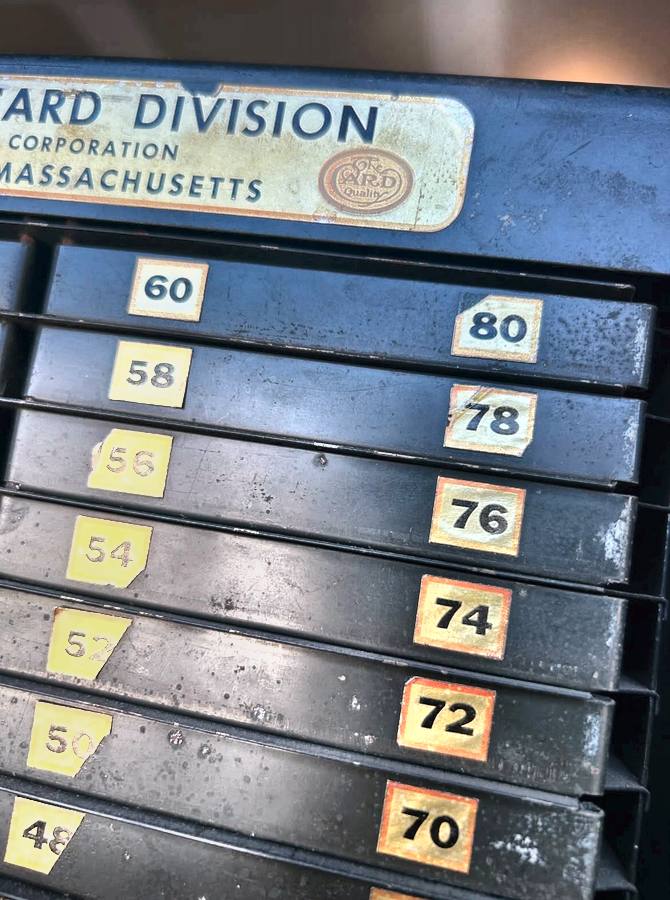 ARD DIVISION
CORPORATION
MASSACHUSETTS
CARD
Quality
60
80
58
78
56
76
54
74
52
72
50
70
48